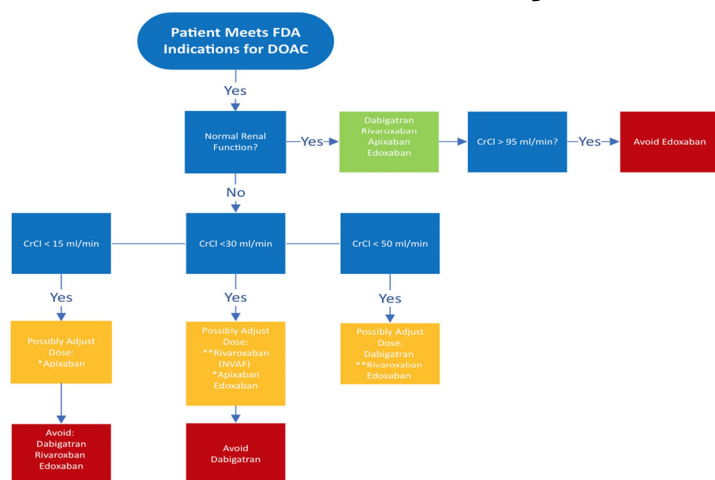 Patient Meets FDA
Indications for DOAC
Yes
Normal Renal
Function?
Yes
Dabigatran
Rivaroxaban
Apixaban
Edoxaban
CrCl > 95 ml/min?
Yes
Avoid Edoxaban
No
CrCl < 15 ml/min
CrCl <30 ml/min
CrCl < 50 ml/min
Yes
Yes
Yes
Possibly Adjust
Dose:
*Apixaban
Possibly Adjust
Dose:
**Rivaroxaban
(NVAF)
*Apixaban
Edoxaban
Possibly Adjust
Dose:
Dabigatran
**Rivaroxaban
Edoxaban
Avoid:
Dabigatran
Rivaroxban
Edoxaban
Avoid
Dabigatran